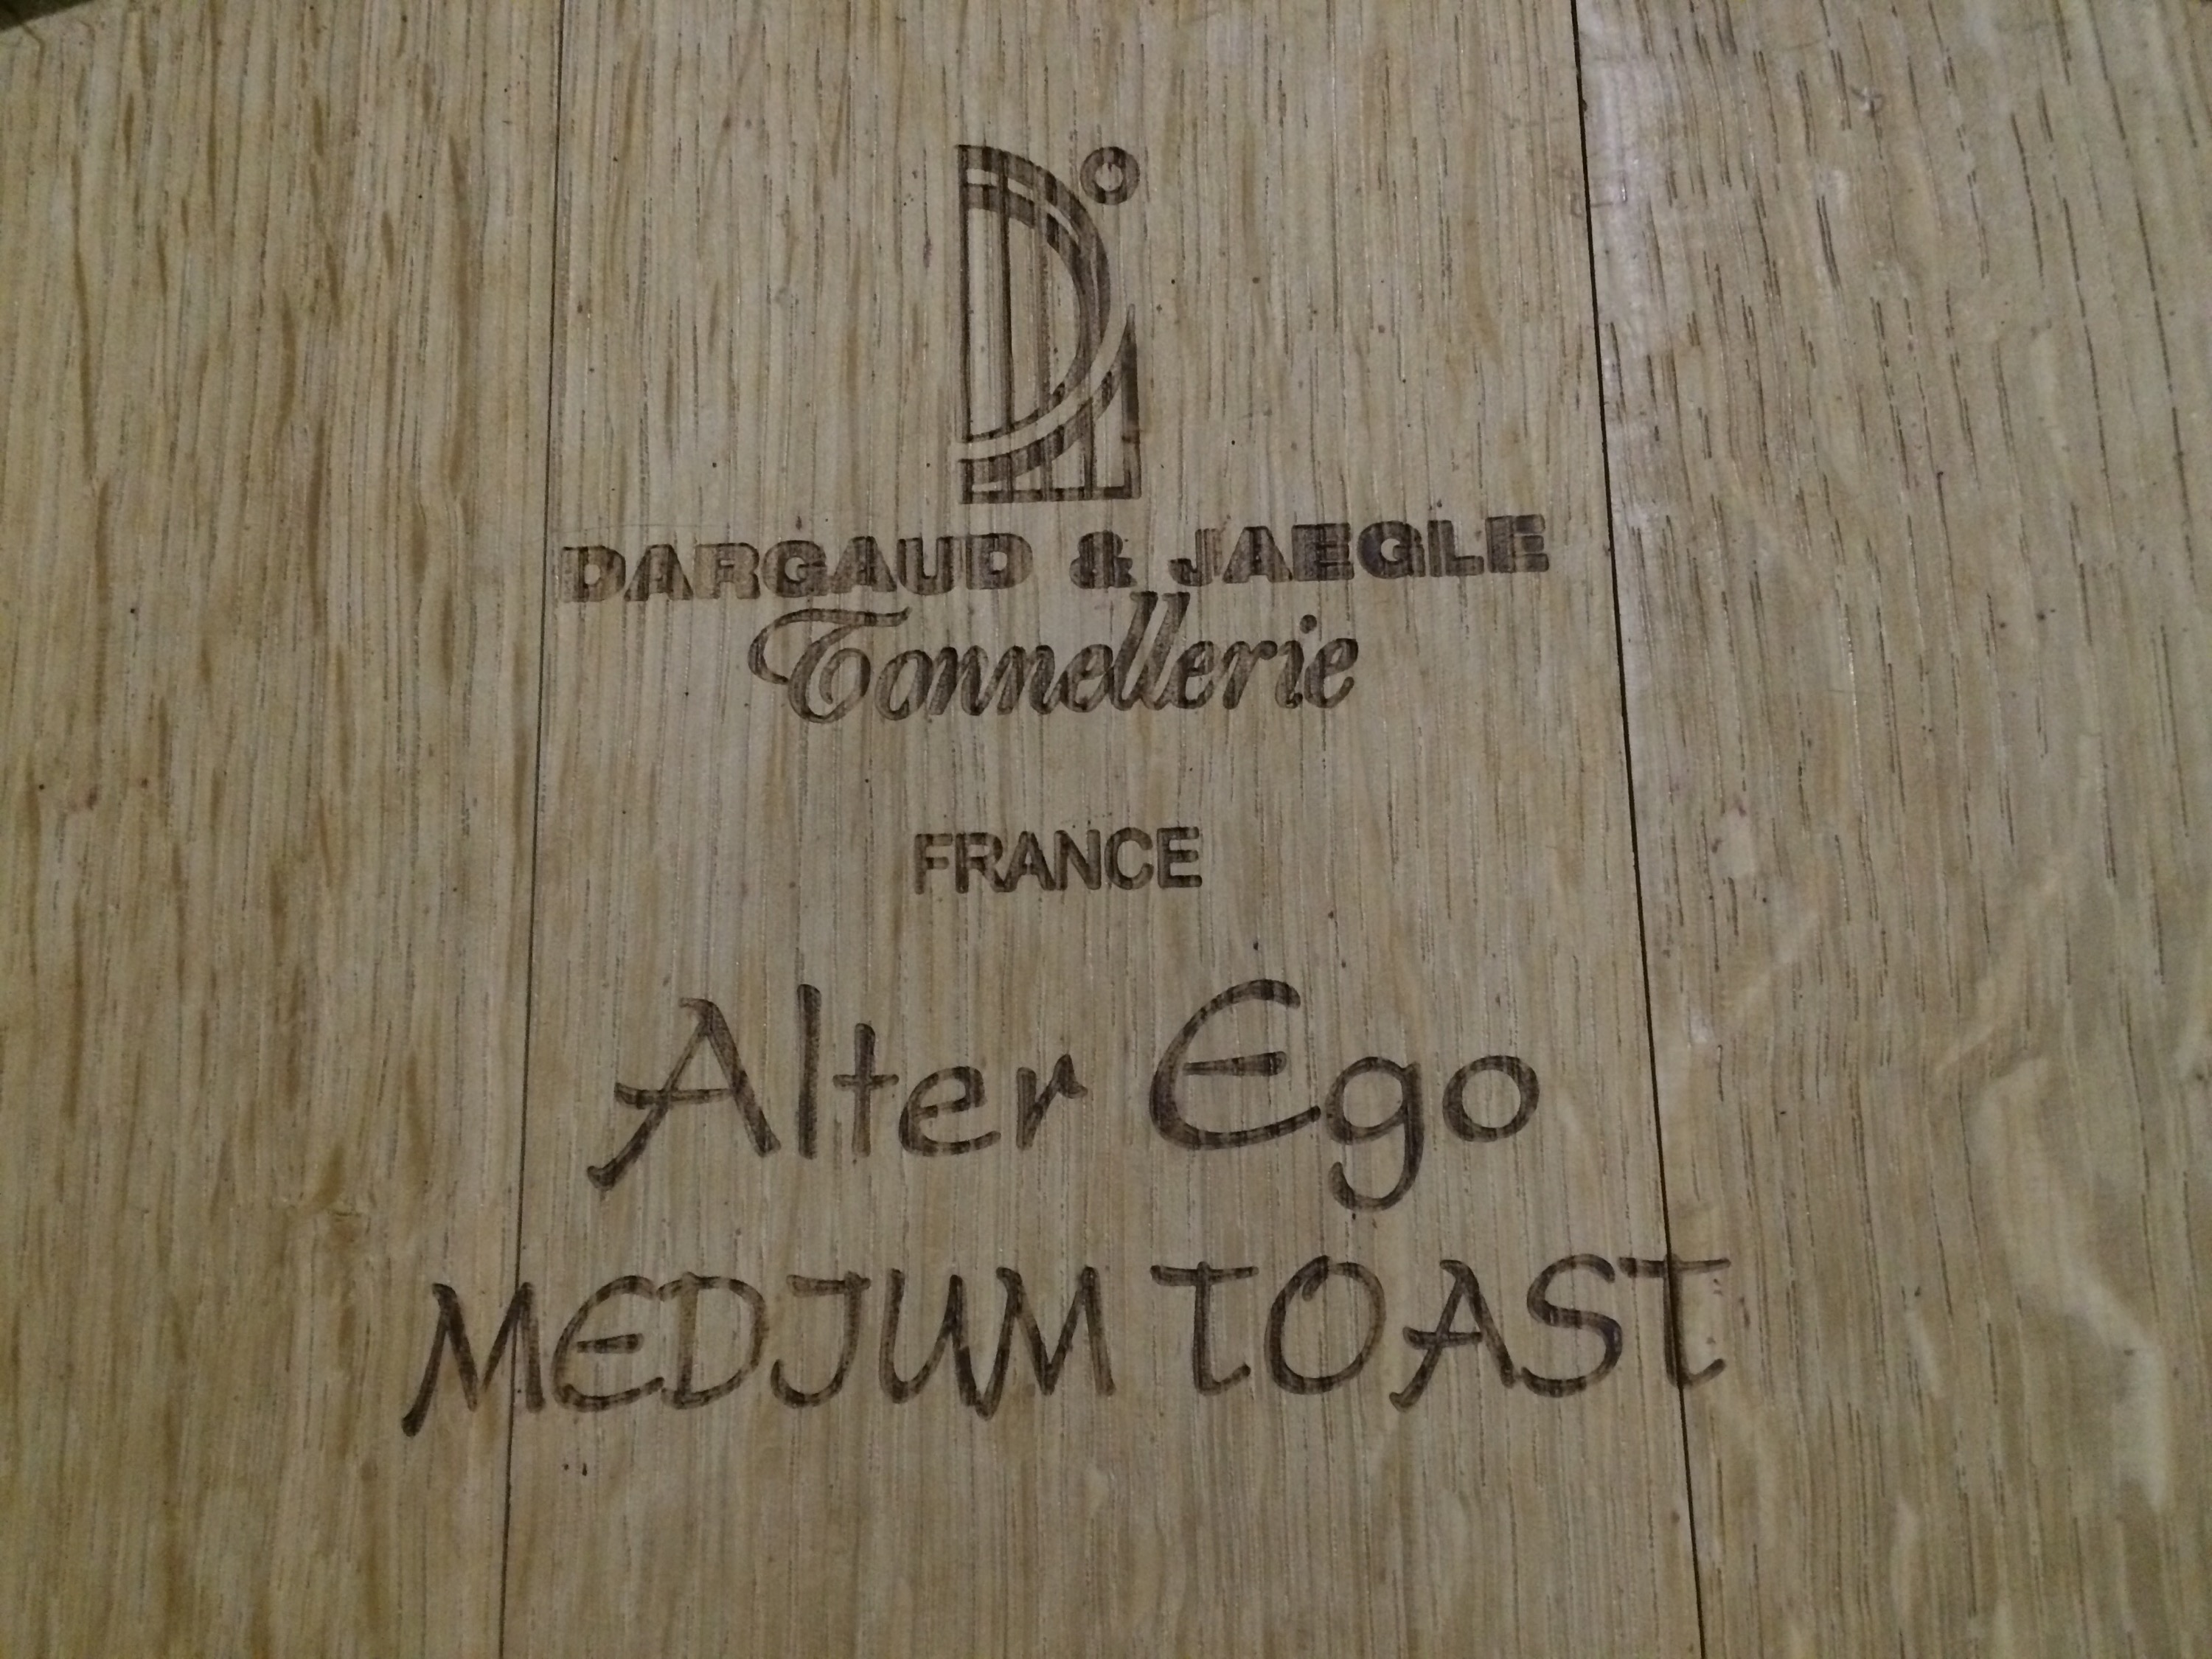 DARGAUD & JAEGLE
Tonnellerie
FRANCE
Alter Ego
MEDIUM TOAST